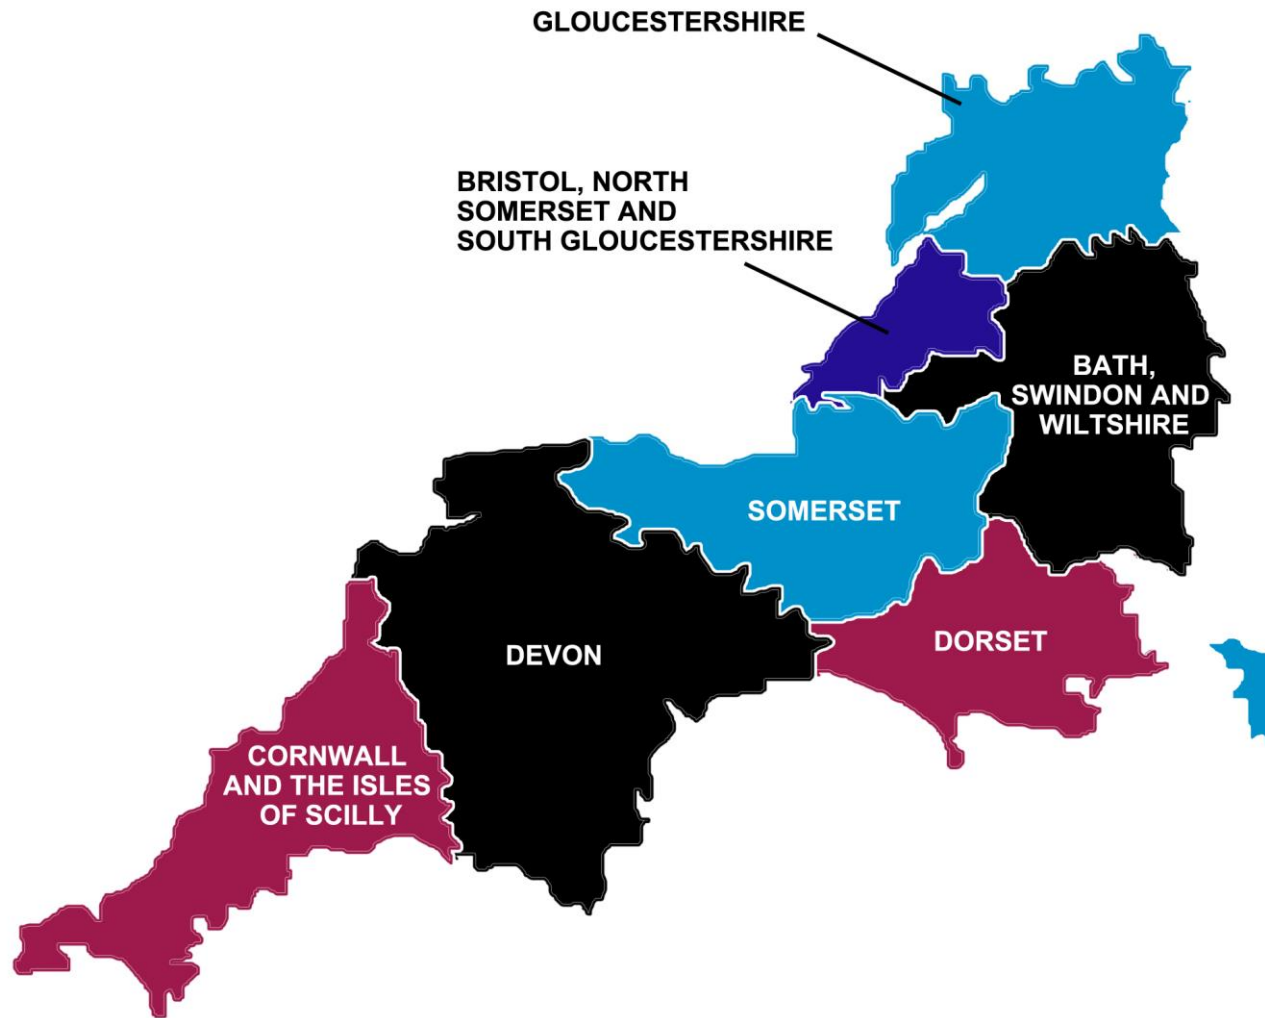 GLOUCESTERSHIRE
BRISTOL, NORTH
SOMERSET AND
SOUTH GLOUCESTERSHIRE
BATH,
SWINDON AND
WILTSHIRE
SOMERSET
DORSET
DEVON
CORNWALL
AND THE ISLES
OF SCILLY